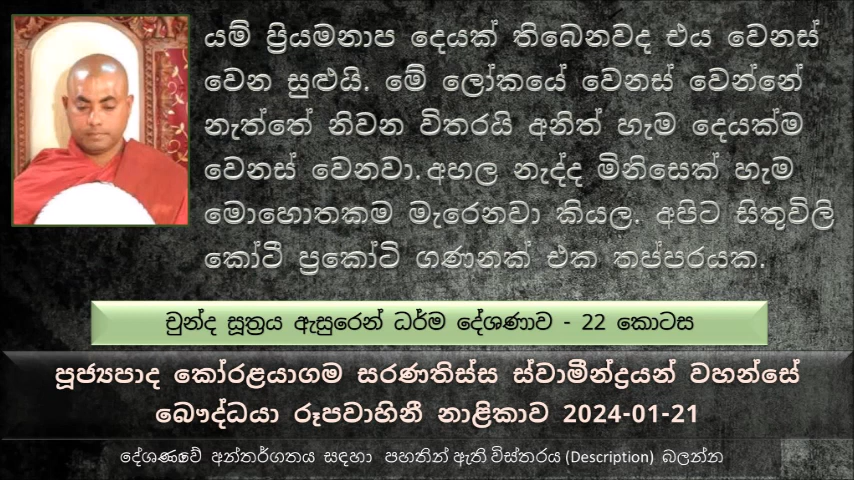 යම් ප්‍රියමනාප දෙයක් තිබෙනවද එය වෙනස්
වෙන සුළුයි. මේ ලෝකයේ වෙනස් වෙන්නේ
නැත්තේ නිවන විතරයි අනිත් හැම දෙයක්ම
වෙනස් වෙනවා. අහල නැද්ද මිනිසෙක් හැම
මොහොතකම මැරෙනවා කියල. අපිට සිතුවිලි
කෝටී ප්‍රකෝටි ගණනක් එක තප්පරයක.
චුන්ද සූත්‍රය ඇසුරෙන් ධර්ම දේශණාව - 22 කොටස
පූජ්‍යපාද කෝරළයාගම සරණතිස්ස ස්වාමීන්ද්‍රයන් වහන්සේ
බෞද්ධයා රූපවාහිනී නාළිකාව 2024-01-21
දේශණාවේ අන්තර්ගතය සඳහා පහතින් ඇති විස්තරය (Description) බලන්න